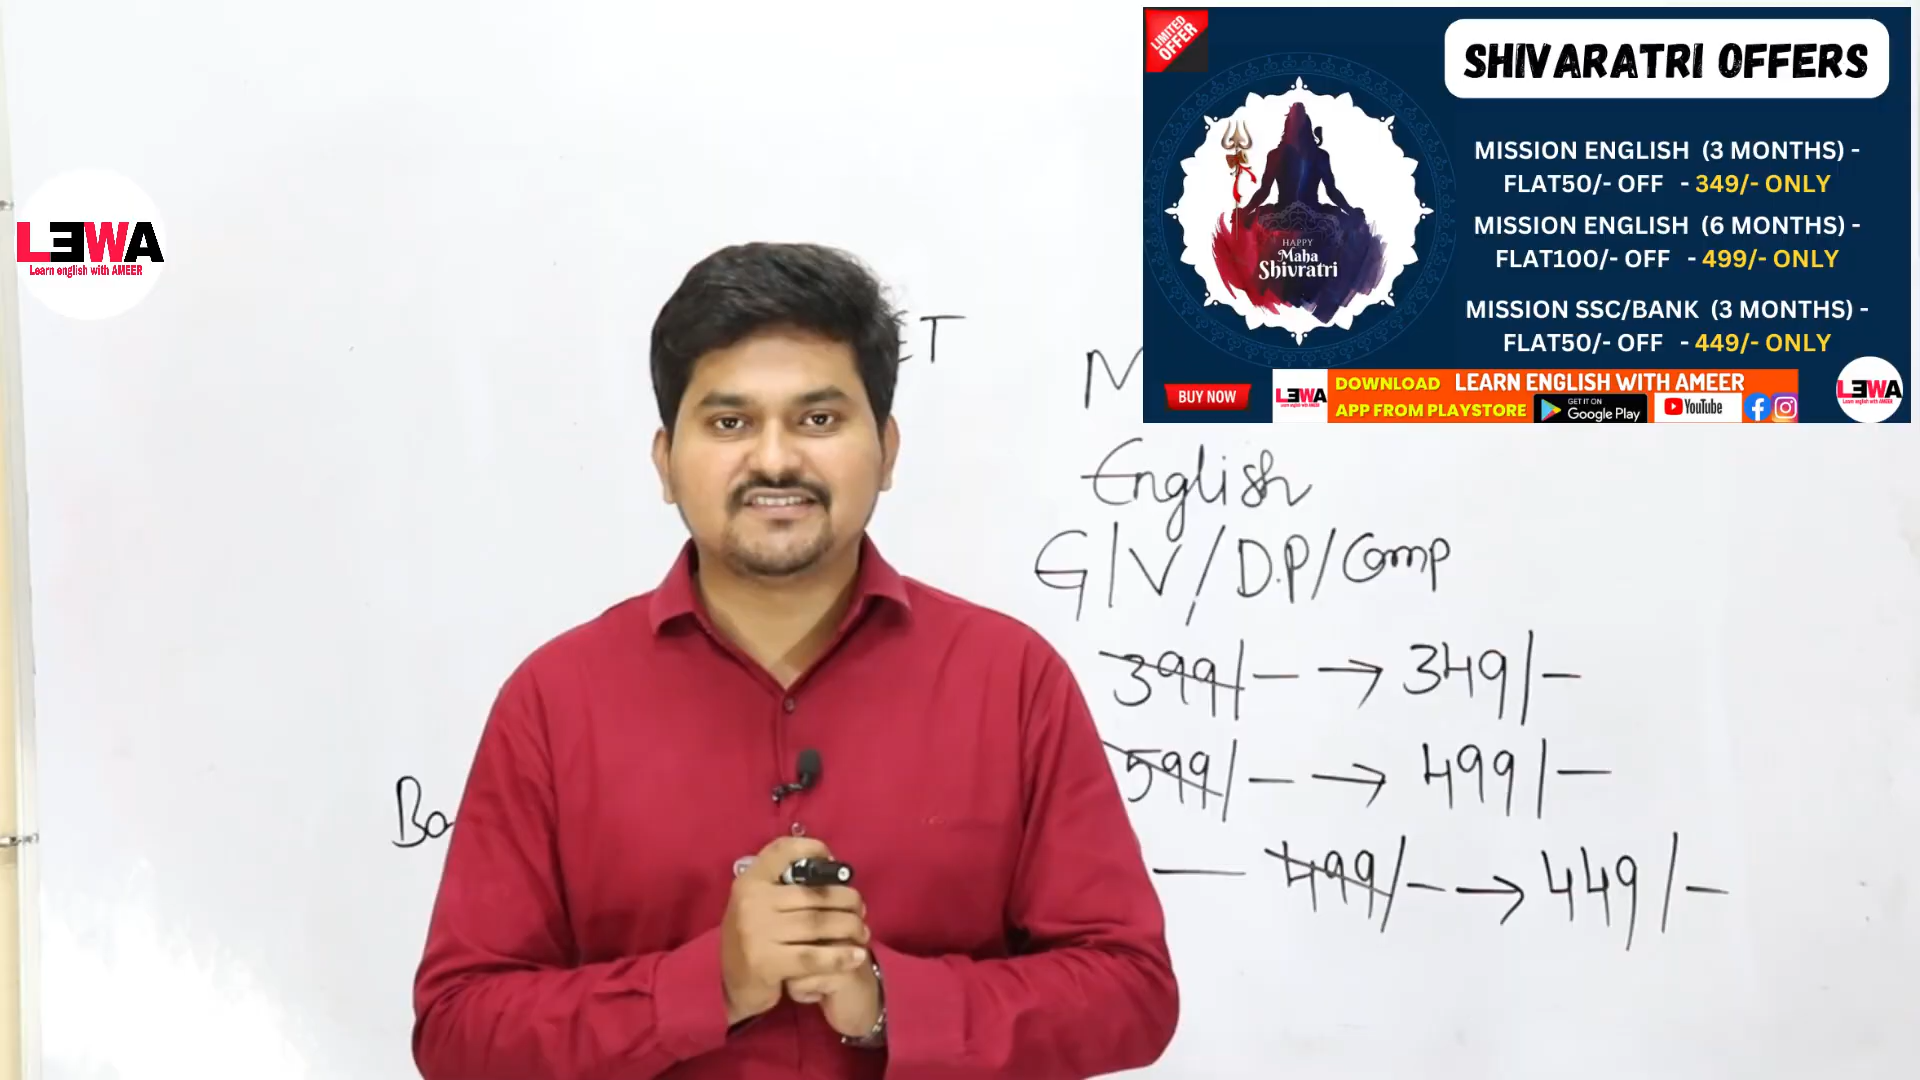 LIMITED OFFER
SHIVARATRI OFFERS
MISSION ENGLISH (3 MONTHS) -
FLAT50/- OFF - 349/- ONLY
MISSION ENGLISH (6 MONTHS) -
FLAT100/- OFF - 499/- ONLY
MISSION SSC/BANK (3 MONTHS) -
FLAT50/- OFF - 449/- ONLY
HAPPY
Maha
Shivratri
BUY NOW
LEWA
DOWNLOAD LEARN ENGLISH WITH AMEER
APP FROM PLAYSTORE
GET IT ON
Google Play
YouTube
LEWA
LEWA
Learn english with AMEER
ET
M
English
G/V/D.P/Comp
399/- → 349/-
599/- → 499/-
Ba
— 499/- → 449/-